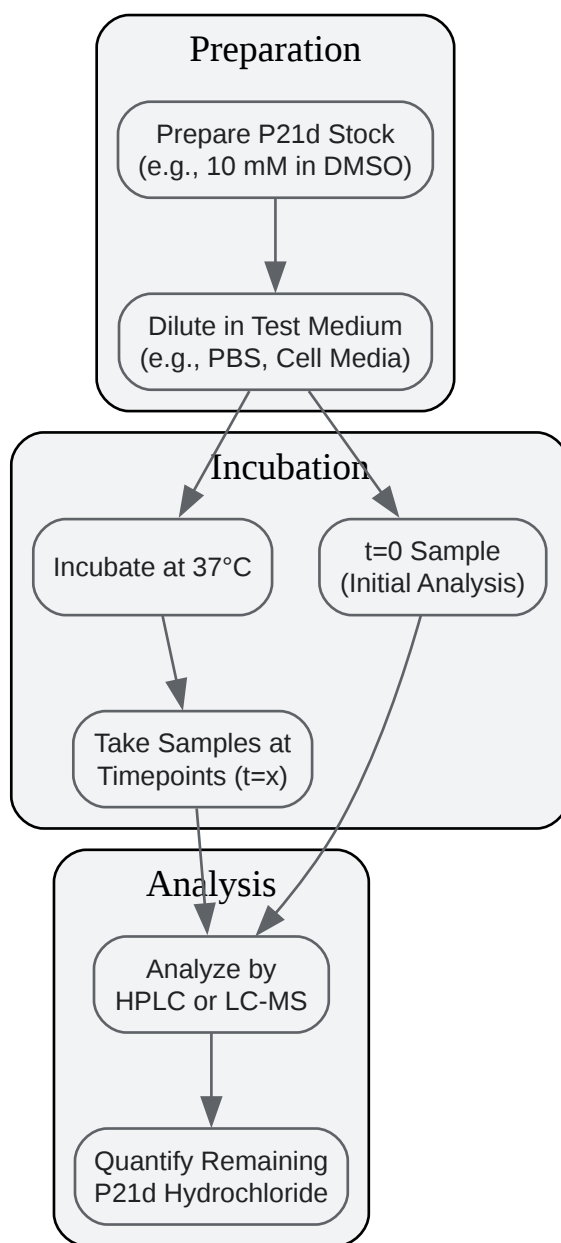 Preparation
Prepare P21d Stock
(e.g., 10 mM in DMSO)
Dilute in Test Medium
(e.g., PBS, Cell Media)
Incubation
Incubate at 37°C
t=0 Sample
(Initial Analysis)
Take Samples at
Timepoints (t=x)
Analysis
Analyze by
HPLC or LC-MS
Quantify Remaining
P21d Hydrochloride